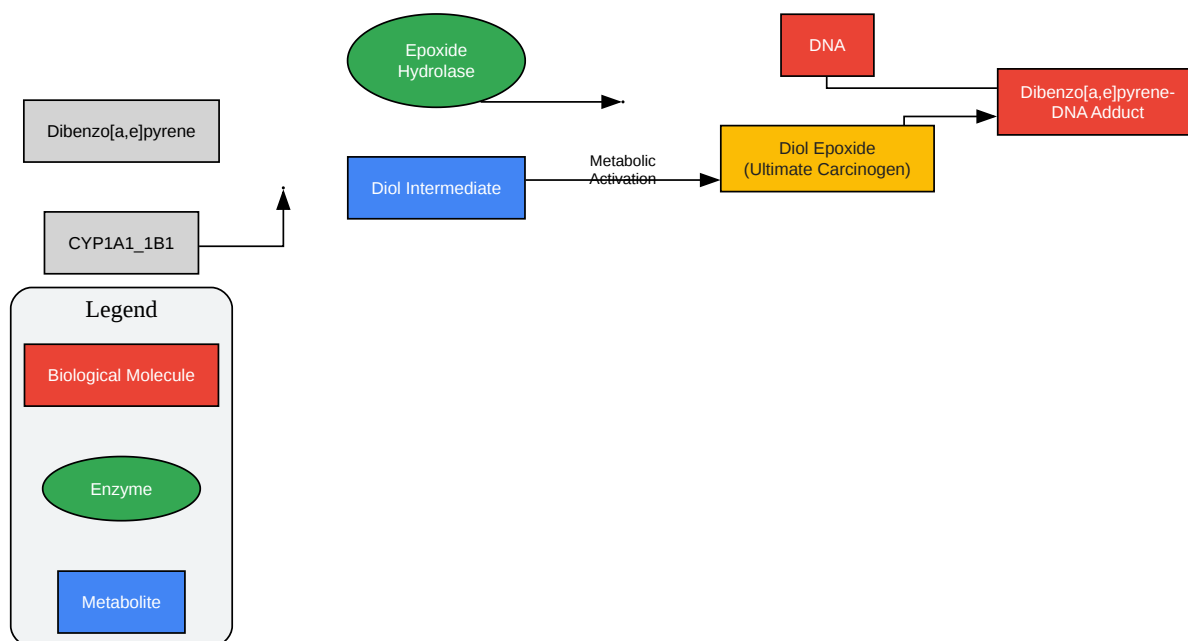 Epoxide
Hydrolase
DNA
Dibenzo[a,e]pyrene-
DNA Adduct
Dibenzo[a,e]pyrene
Diol Epoxide
(Ultimate Carcinogen)
Metabolic
Activation
Diol Intermediate
CYP1A1_1B1
Legend
Biological Molecule
Enzyme
Metabolite